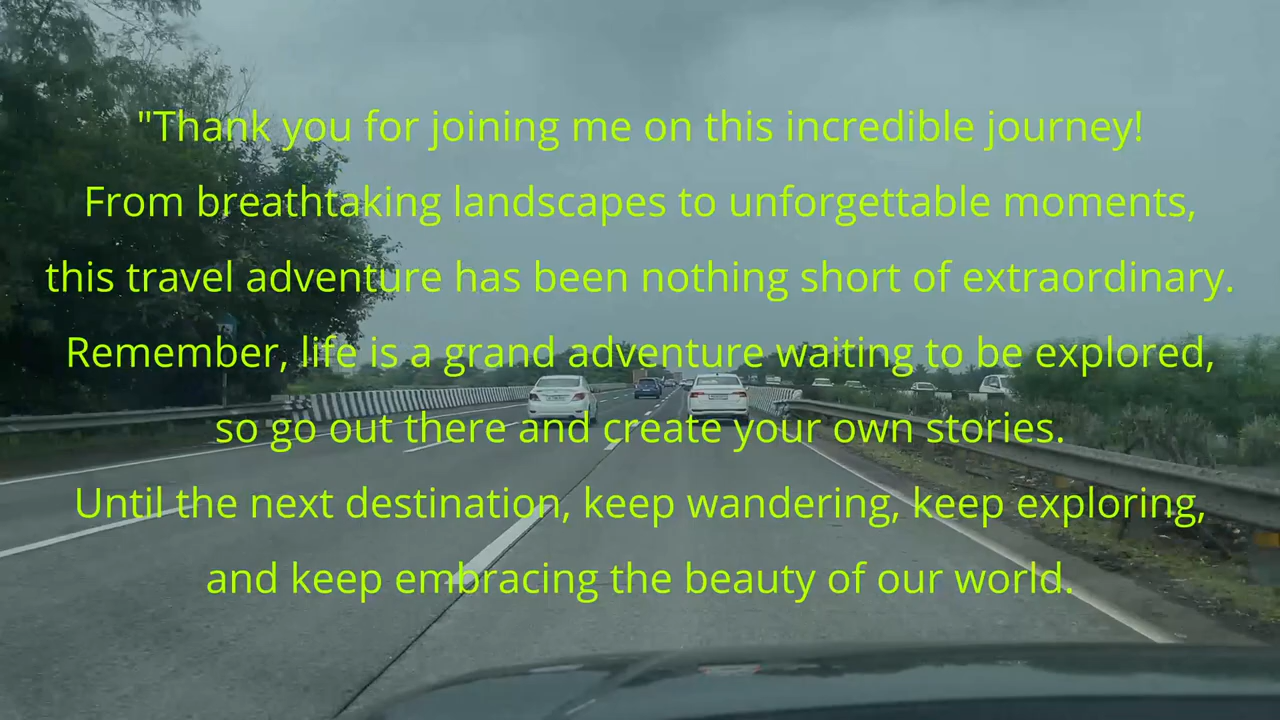 "Thank you for joining me on this incredible journey!
From breathtaking landscapes to unforgettable moments,
this travel adventure has been nothing short of extraordinary.
Remember, life is a grand adventure waiting to be explored,
so go out there and create your own stories.
Until the next destination, keep wandering, keep exploring,
and keep embracing the beauty of our world.